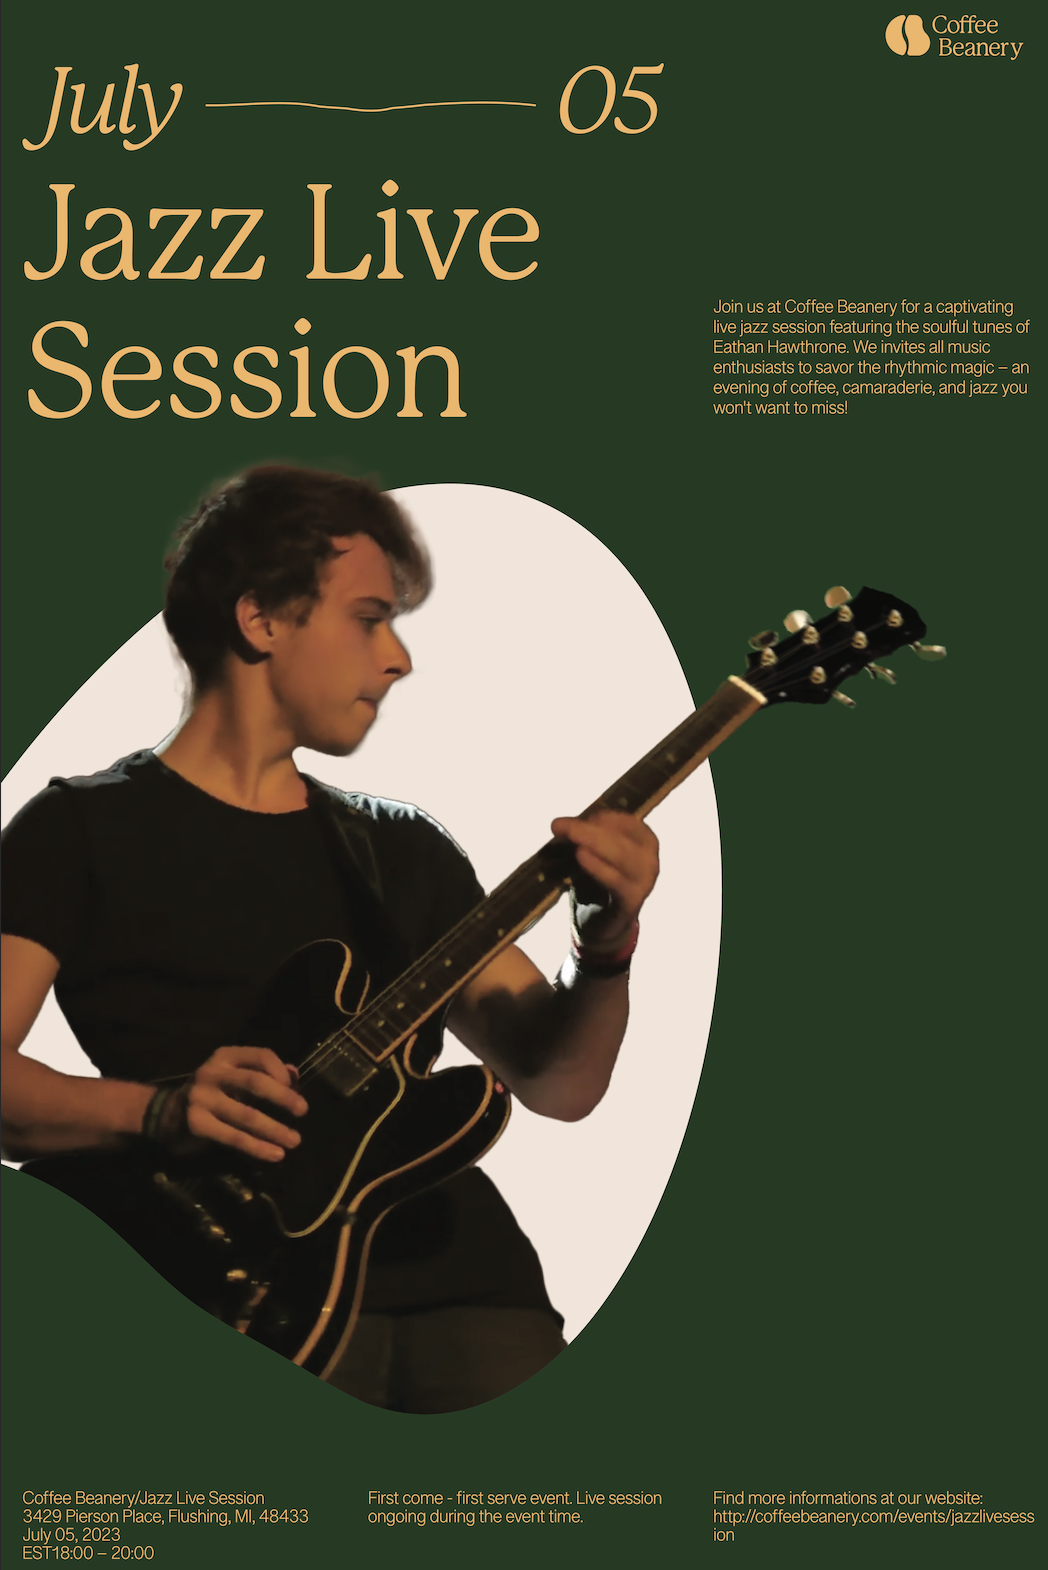 Coffee
Beanery
July 05
Jazz Live
Session
Join us at Coffee Beanery for a captivating
live jazz session featuring the soulful tunes of
Eathan Hawthrone. We invites all music
enthusiasts to savor the rhythmic magic – an
evening of coffee, camaraderie, and jazz you
won't want to miss!
Coffee Beanery/Jazz Live Session
3429 Pierson Place, Flushing, MI, 48433
July 05, 2023
EST18:00 – 20:00
First come - first serve event. Live session
ongoing during the event time.
Find more informations at our website:
http://coffeebeanery.com/events/jazzlivesess
ion